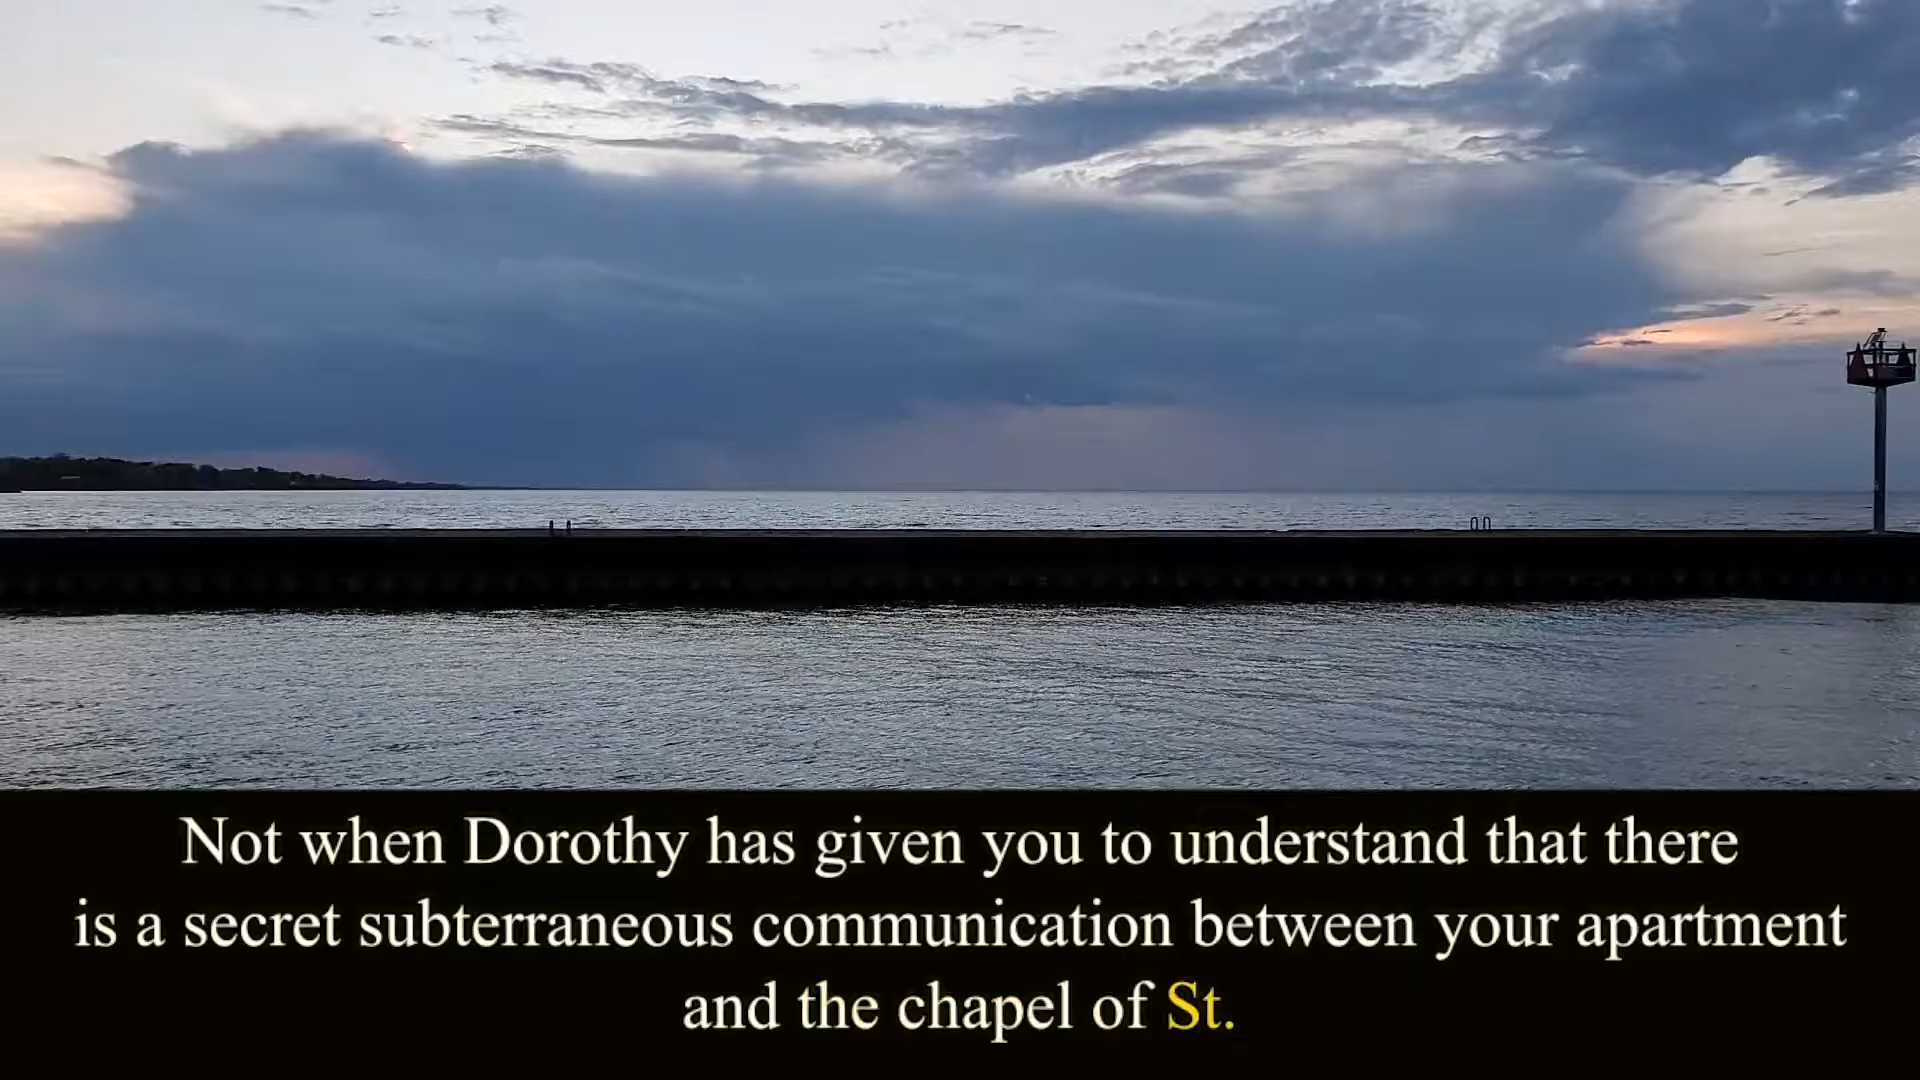 Not when Dorothy has given you to understand that there
is a secret subterraneous communication between your apartment
and the chapel of St.